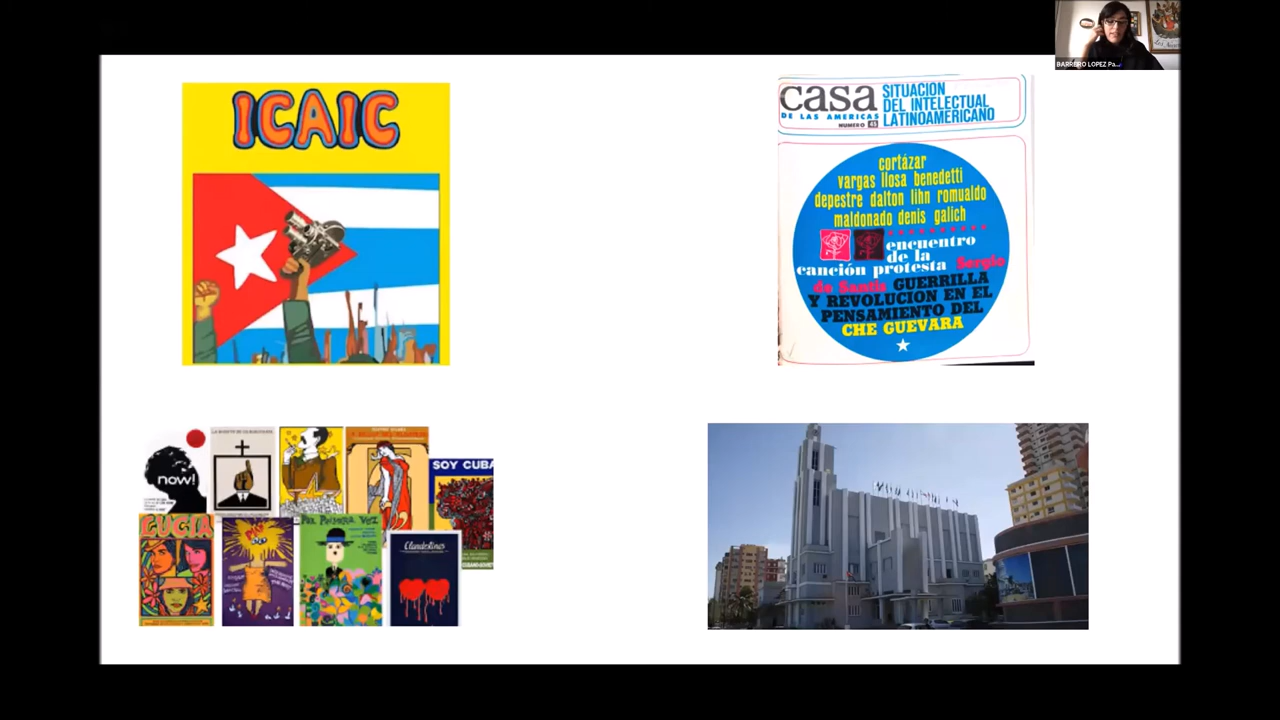 BARREIRO LOPEZ Pa...
ICAIC
casa
DE LAS AMERICAS
NUMERO 45
SITUACION
DEL INTELECTUAL
LATINOAMERICANO
cortázar
vargas llosa benedetti
depestre dalton lihn romualdo
maldonado denis galich
encuentro
de la
canción protesta Sergio
de Santis GUERRILLA
Y REVOLUCION EN EL
PENSAMIENTO DEL
CHE GUEVARA
now!
SOY CUBA
LUCIA
POR PRIMERA VEZ
Clandestinos